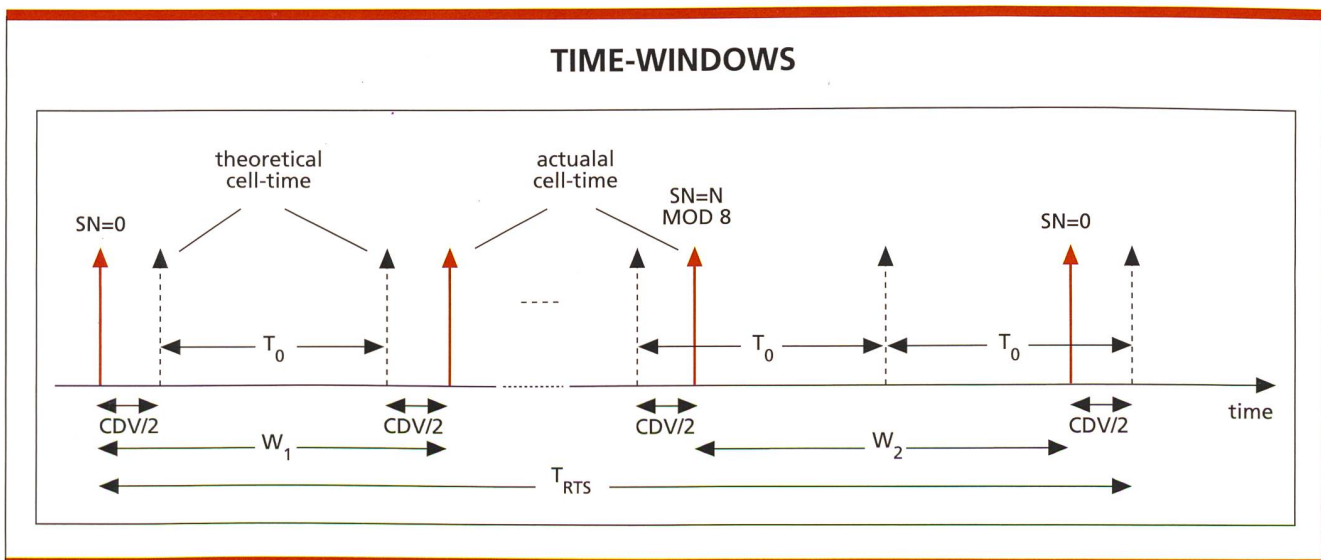 TIME-WINDOWS
theoretical
cell-time
actualal
cell-time
SN=N
MOD 8
SN=0
SN=0
T₀
T₀
T₀
time
CDV/2
CDV/2
CDV/2
CDV/2
W₁
W₂
T_RTS